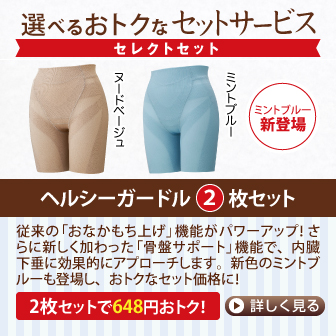 選べるおトクなセットサービス
セレクトセット
ヌードベージュ
ミントブルー
ミントブルー
新登場
ヘルシーガードル2枚セット
従来の「おなかもち上げ」機能がパワーアップ!さ
らに新しく加わった「骨盤サポート」機能で、内臓
下垂に効果的にアプローチします。新色のミントブ
ルーも登場し、おトクなセット価格に!
2枚セットで648円おトク!
詳しく見る